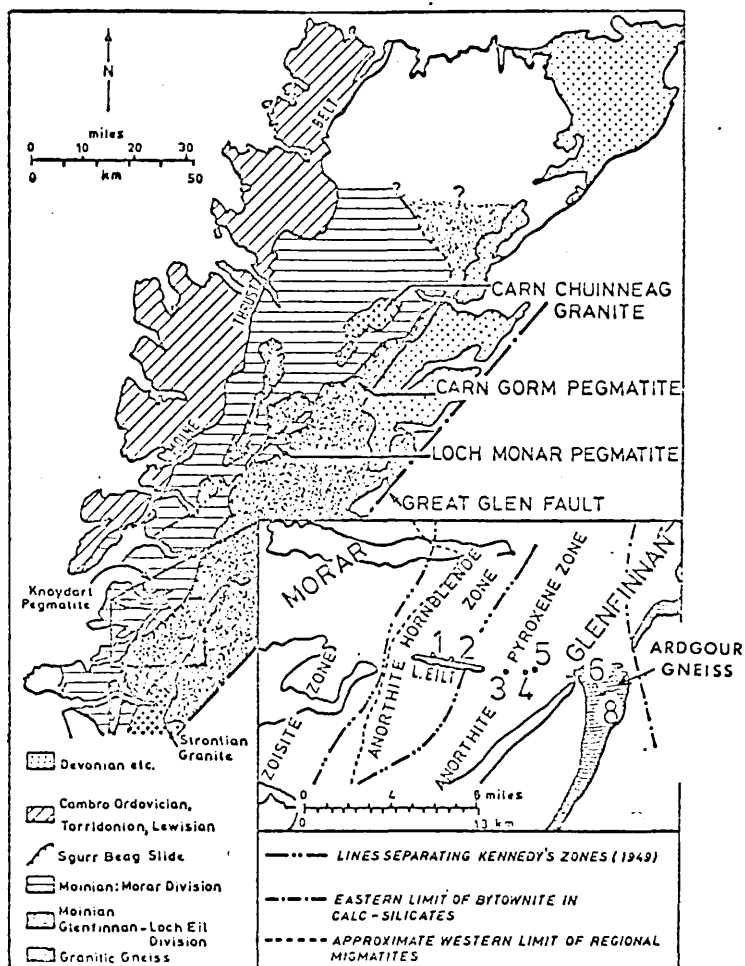 N
miles
0 30
km
0 50
BELT
THRUST
MOINE
CARN CHUINNEAG
GRANITE
CARN GORM PEGMATITE
LOCH MONAR PEGMATITE
GREAT GLEN FAULT
Knoydart
Pegmatite
Strontian
Granite
? ?
MORAR
ZOISITE ZONE
ANORTHITE HORNBLENDE ZONE
ANORTHITE PYROXENE ZONE
GLENFINNAN
ARDGOUR
GNEISS
1 2
L. EILT
3 4 5
6
8
0 4 8 miles
0 13 km
Devonian etc.
Cambro Ordovician,
Torridonian, Lewisian
Sgurr Beag Slide
Moinian: Morar Division
Moinian
Glenfinnan-Loch Eil
Division
Granitic Gneiss
LINES SEPARATING KENNEDY'S ZONES (1949)
EASTERN LIMIT OF BYTOWNITE IN
CALC-SILICATES
APPROXIMATE WESTERN LIMIT OF REGIONAL
MIGMATITES